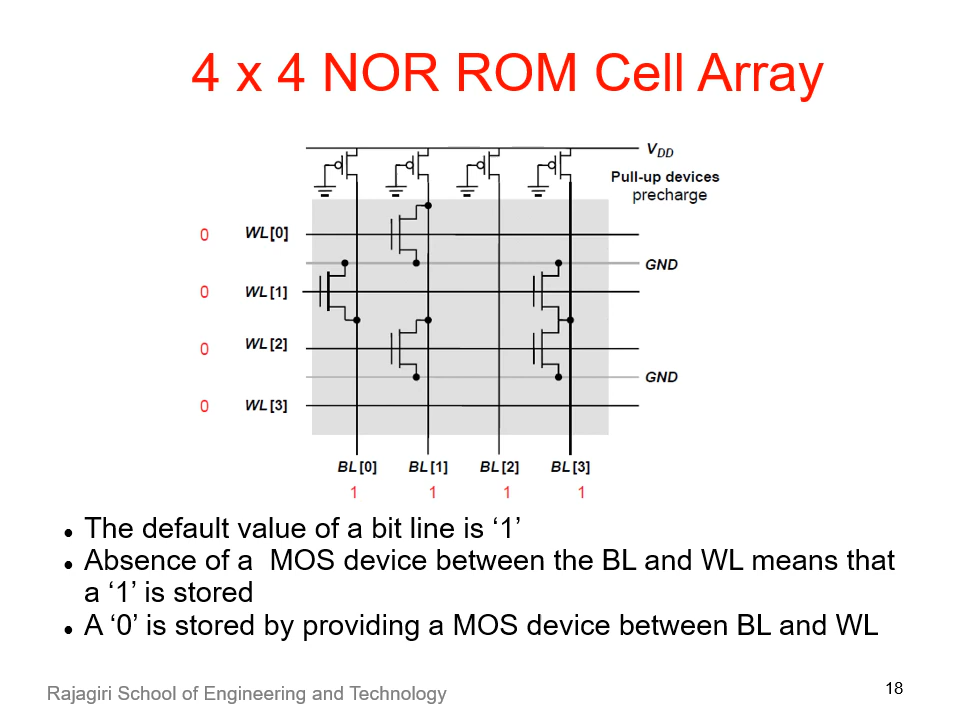 4 x 4 NOR ROM Cell Array
VDD
Pull-up devices
precharge
0 WL[0]
GND
0 WL[1]
0 WL[2]
GND
0 WL[3]
BL[0] BL[1] BL[2] BL[3]
1 1 1 1
● The default value of a bit line is ‘1’
● Absence of a  MOS device between the BL and WL means that
a ‘1’ is stored
● A ‘0’ is stored by providing a MOS device between BL and WL
Rajagiri School of Engineering and Technology
18